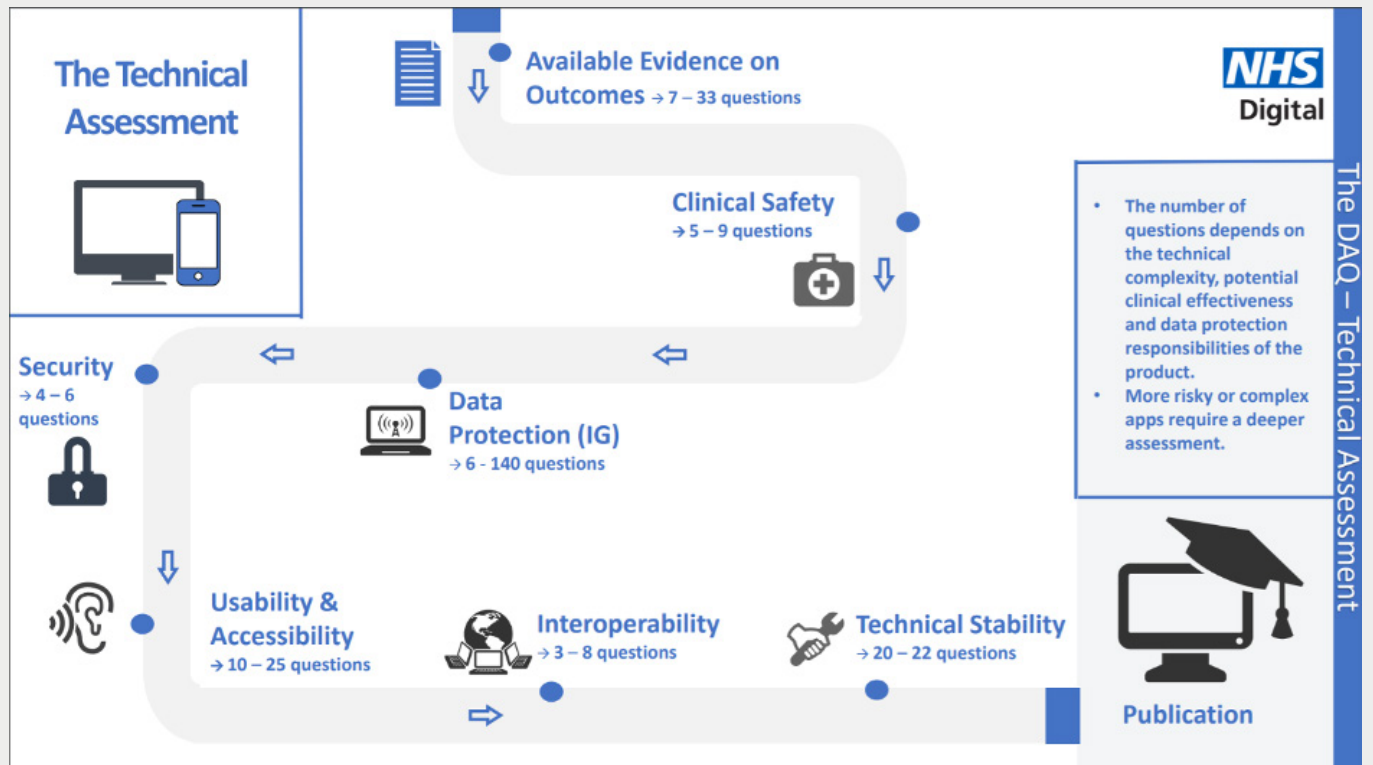 The Technical
Assessment
Available Evidence on
Outcomes → 7 – 33 questions
NHS
Digital
Clinical Safety
→ 5 – 9 questions
Security
→ 4 – 6
questions
Data
Protection (IG)
→ 6 - 140 questions
Usability &
Accessibility
→ 10 – 25 questions
Interoperability
→ 3 – 8 questions
Technical Stability
→ 20 – 22 questions
• The number of
questions depends on
the technical
complexity, potential
clinical effectiveness
and data protection
responsibilities of the
product.
• More risky or complex
apps require a deeper
assessment.
Publication
The DAQ – Technical Assessment